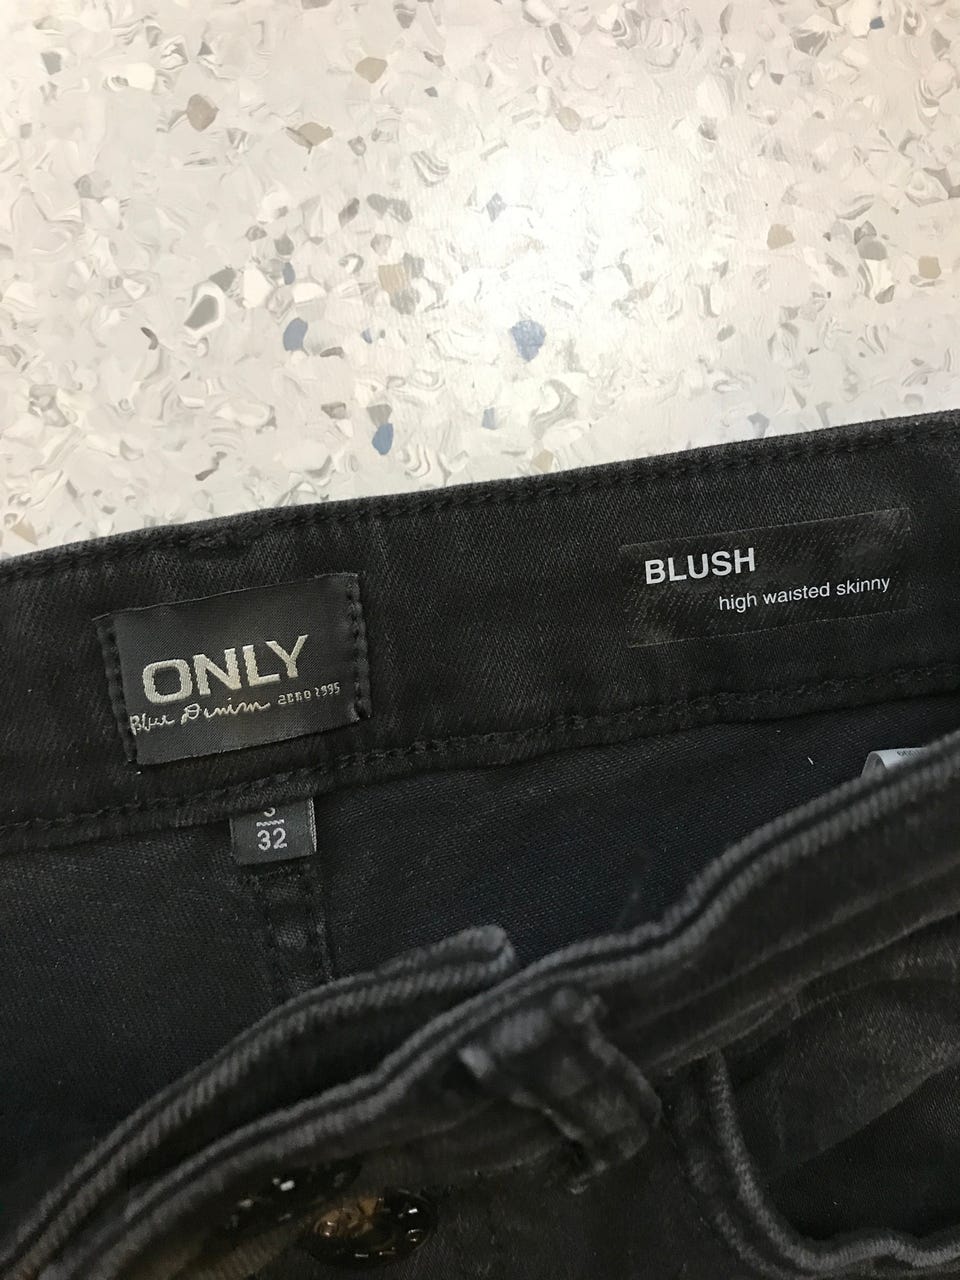 ONLY
Blue Denim
BLUSH
high waisted skinny
32